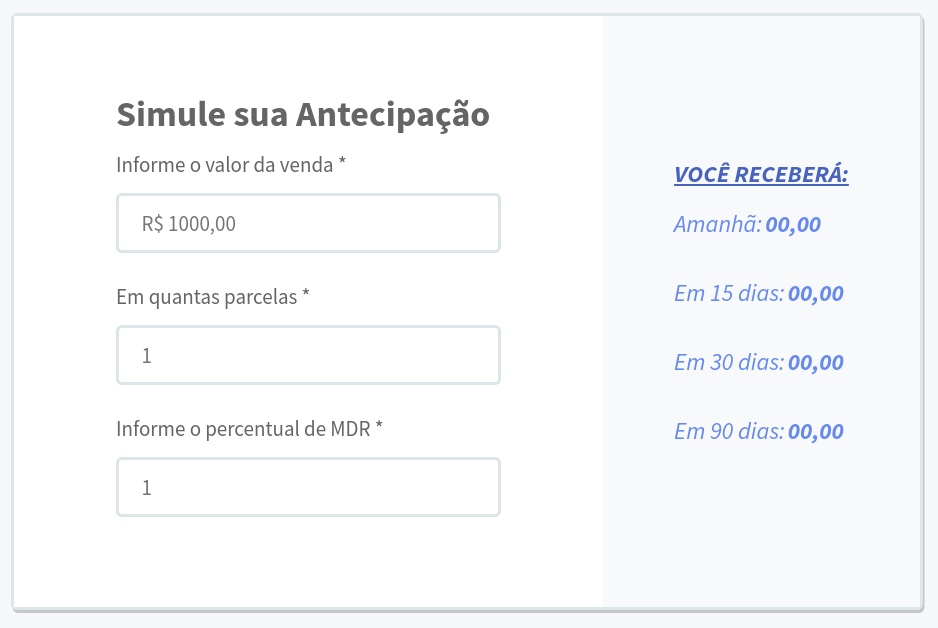 Simule sua Antecipação
Informe o valor da venda *
R$ 1000,00
Em quantas parcelas *
1
Informe o percentual de MDR *
1
VOCÊ RECEBERÁ:
Amanhã: 00,00
Em 15 dias: 00,00
Em 30 dias: 00,00
Em 90 dias: 00,00